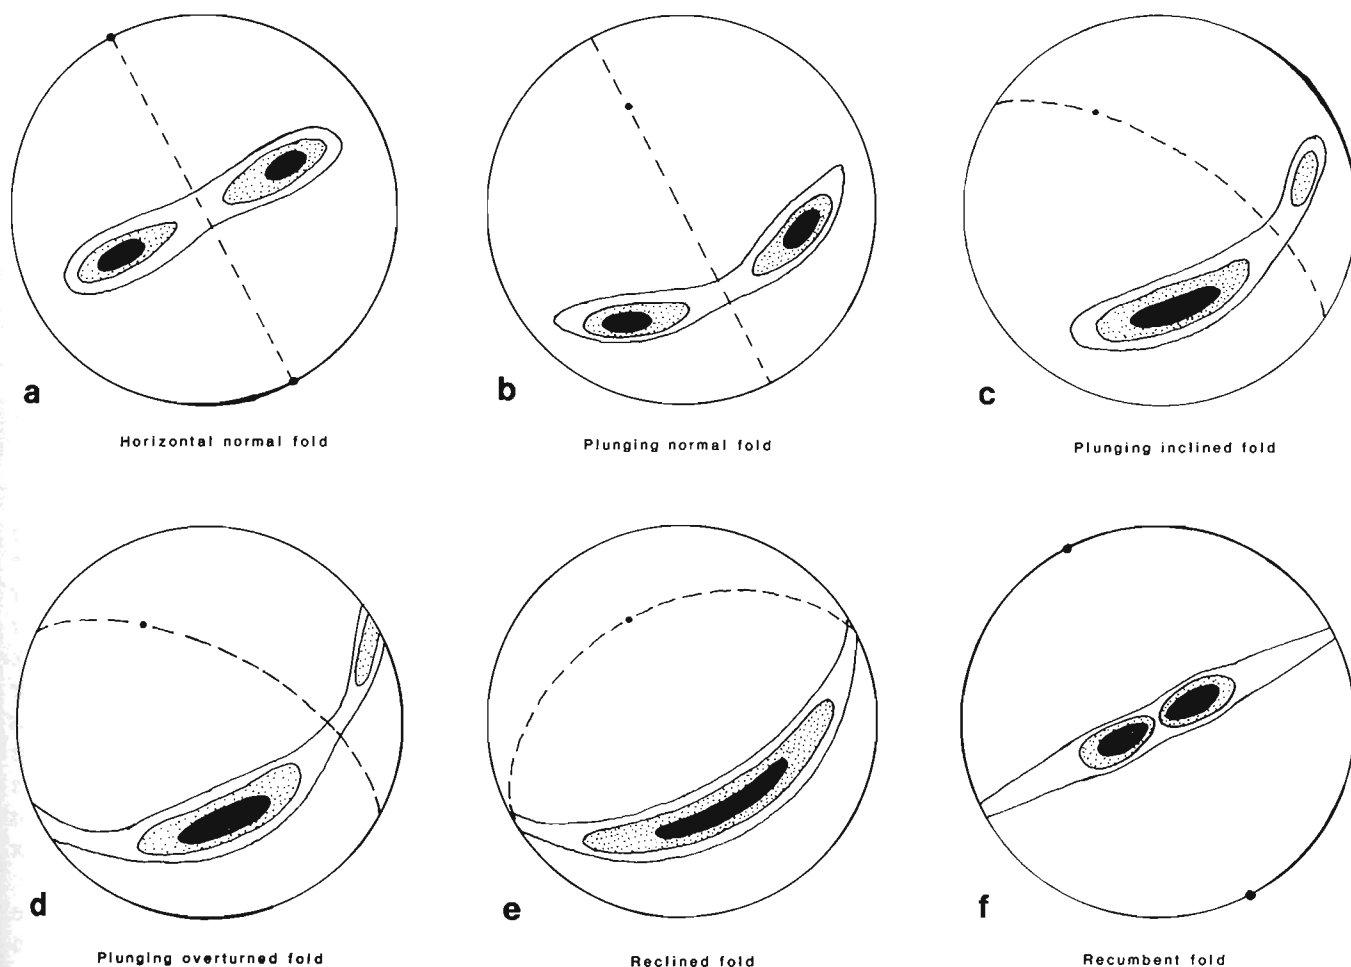 a
b
c
Horizontal normal fold
Plunging normal fold
Plunging inclined fold
d
e
f
Plunging overturned fold
Reclined fold
Recumbent fold